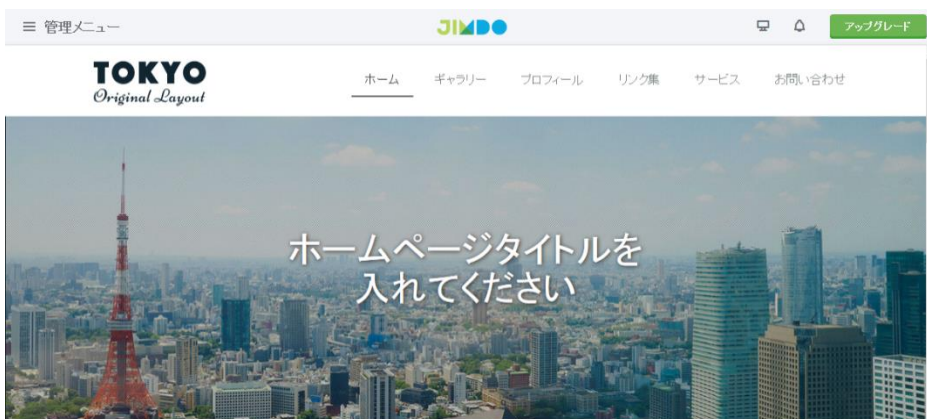 管理メニュー
JIMDO
アップグレード
TOKYO
Original Layout
ホーム
ギャラリー
プロフィール
リンク集
サービス
お問い合わせ
ホームページタイトルを
入れてください